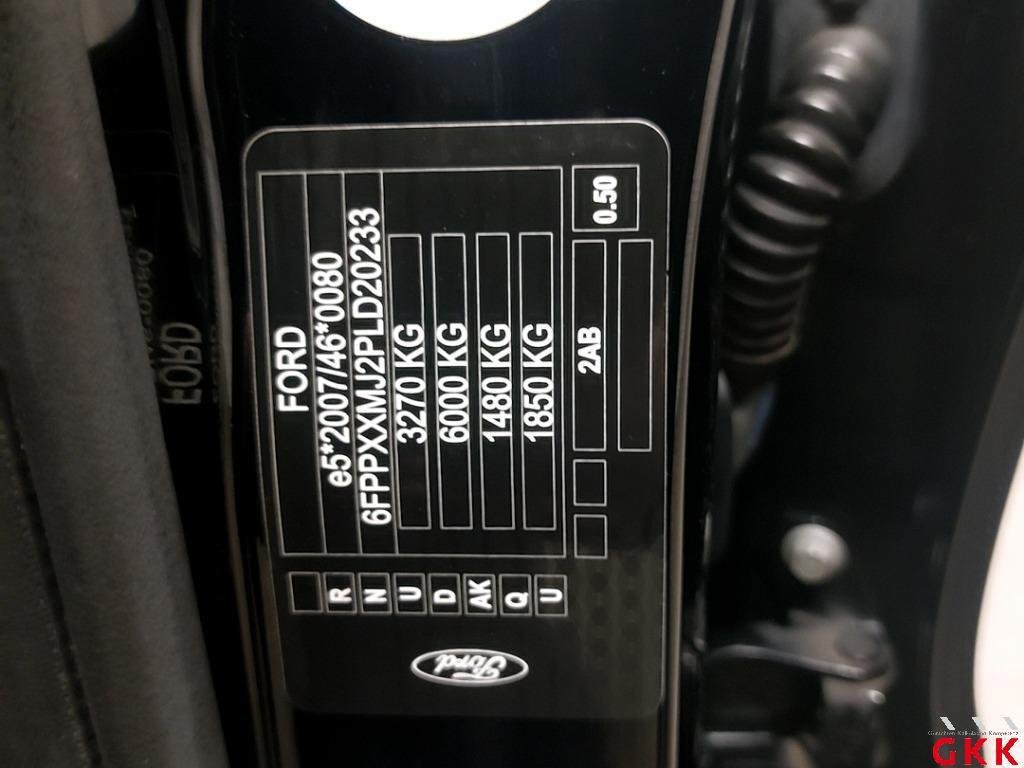 FORD
e5*2007/46*0080
6FPPXXMJ2PLD20233
3270 KG
6000 KG
1480 KG
1850 KG
2AB
0.50
R
N
U
D
AK
Q
U
Ford
FORD
GKK